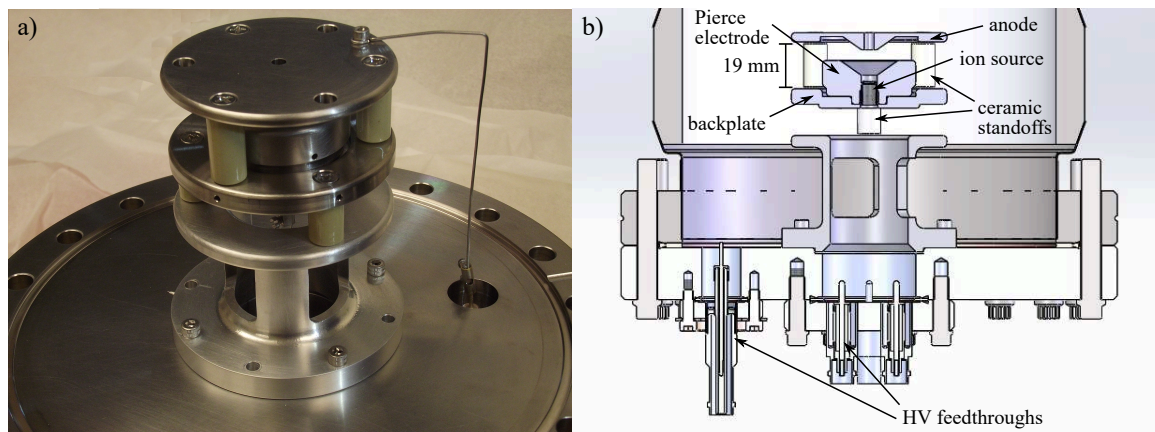 a)
b)
Pierce
electrode
anode
19 mm
ion source
backplate
ceramic
standoffs
HV feedthroughs